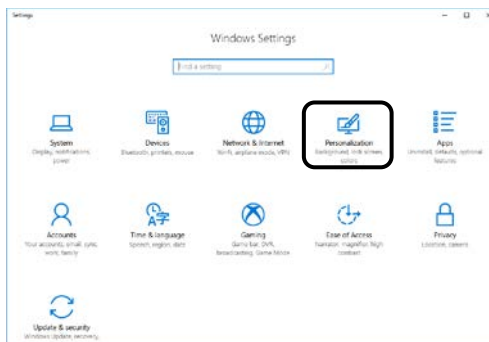 Settings
Windows Settings
Find a setting
System
Display, notifications,
power
Devices
Bluetooth, printers, mouse
Network & Internet
Wi-Fi, airplane mode, VPN
Personalization
Background, lock screen,
colors
Apps
Uninstall, defaults, optional
features
Accounts
Your accounts, email, sync,
work, family
Time & language
Speech, region, date
Gaming
Game bar, DVR,
broadcasting, Game Mode
Ease of Access
Narrator, magnifier, high
contrast
Privacy
Location, camera
Update & security
Windows Update, recovery,